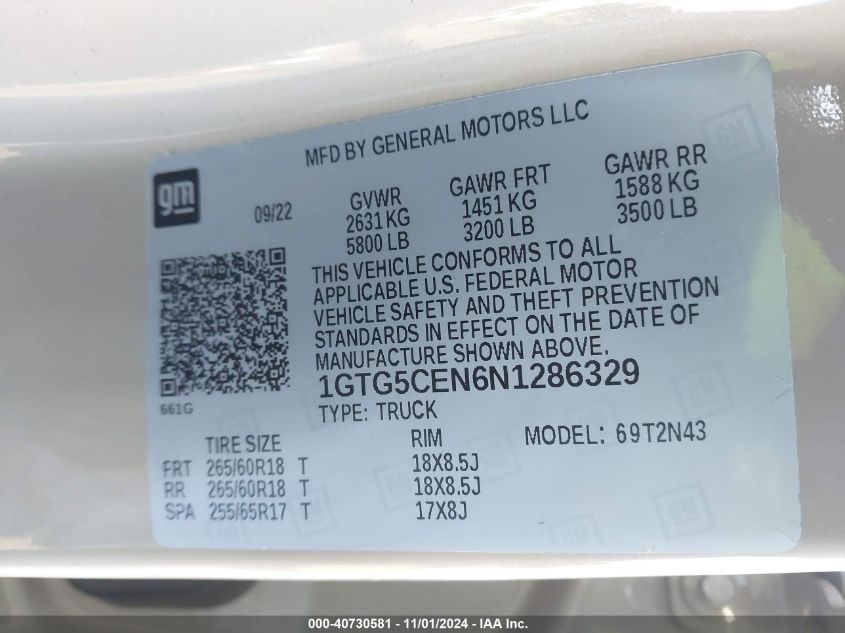 MFD BY GENERAL MOTORS LLC
gm
09/22
GVWR GAWR FRT GAWR RR
2631 KG 1451 KG 1588 KG
5800 LB 3200 LB 3500 LB
THIS VEHICLE CONFORMS TO ALL
APPLICABLE U.S. FEDERAL MOTOR
VEHICLE SAFETY AND THEFT PREVENTION
STANDARDS IN EFFECT ON THE DATE OF
MANUFACTURE SHOWN ABOVE.
1GTG5CEN6N1286329
661G
TYPE: TRUCK
TIRE SIZE RIM MODEL: 69T2N43
FRT 265/60R18 T 18X8.5J
RR 265/60R18 T 18X8.5J
SPA 255/65R17 T 17X8J
000-40730581 - 11/01/2024 - IAA Inc.